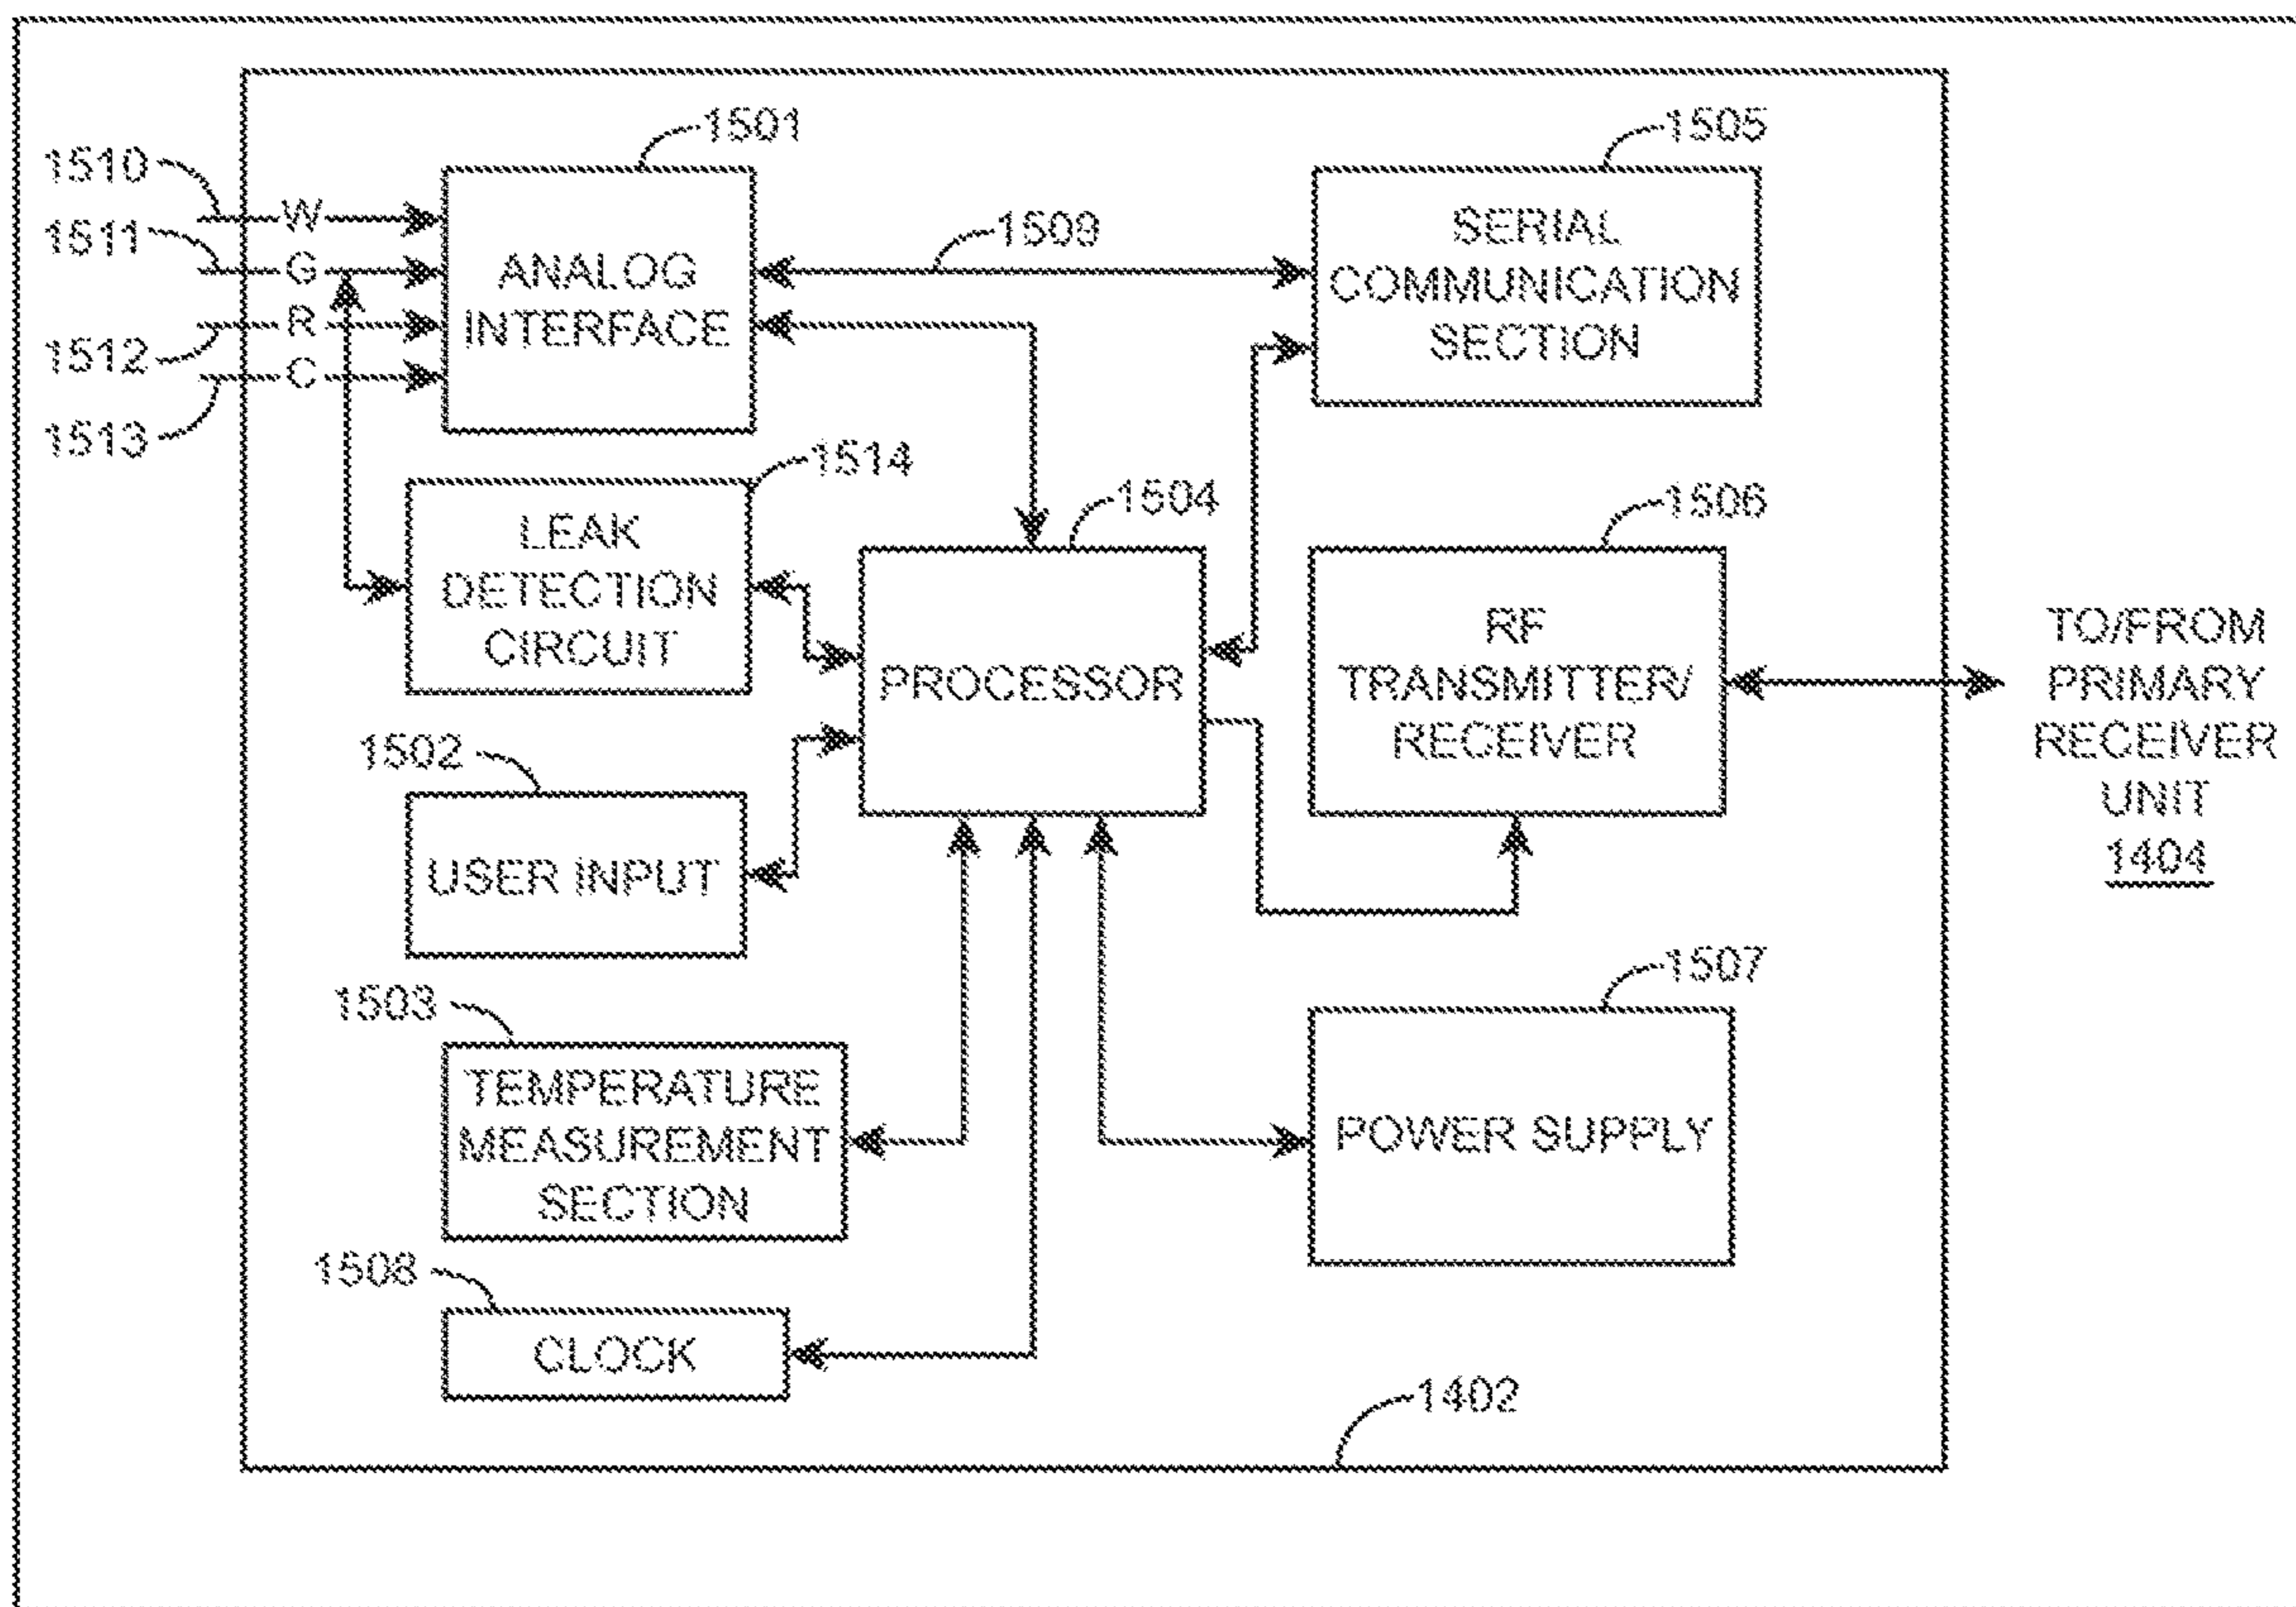 1501
1505
1510
W
1511
G
1512
R
1513
C
ANALOG
INTERFACE
1509
SERIAL
COMMUNICATION
SECTION
1514
LEAK
DETECTION
CIRCUIT
1504
PROCESSOR
1506
RF
TRANSMITTER/
RECEIVER
TO/FROM
PRIMARY
RECEIVER
UNIT
1404
1502
USER INPUT
1503
TEMPERATURE
MEASUREMENT
SECTION
1507
POWER SUPPLY
1508
CLOCK
1402